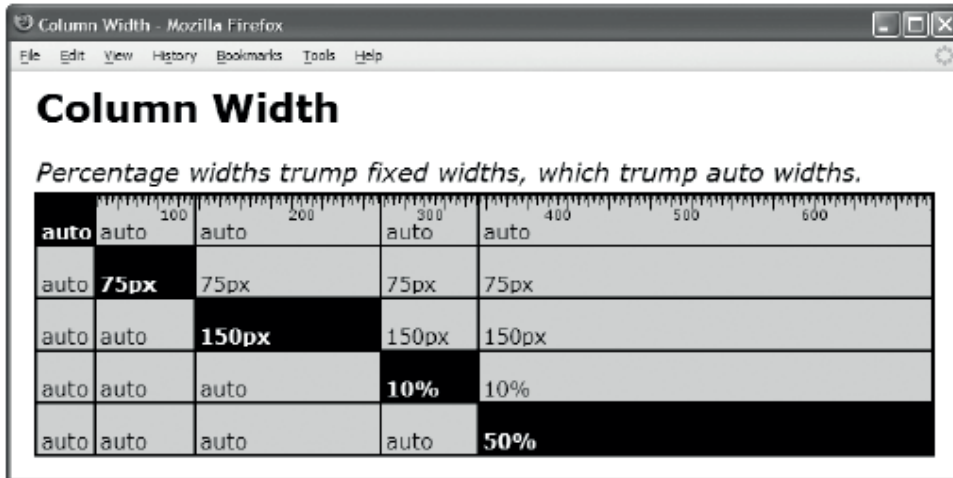 Column Width - Mozilla Firefox
File Edit View History Bookmarks Tools Help
Column Width
Percentage widths trump fixed widths, which trump auto widths.
100 200 300 400 500 600
auto auto auto auto auto
auto 75px 75px 75px 75px
auto auto 150px 150px 150px
auto auto auto 10% 10%
auto auto auto auto 50%